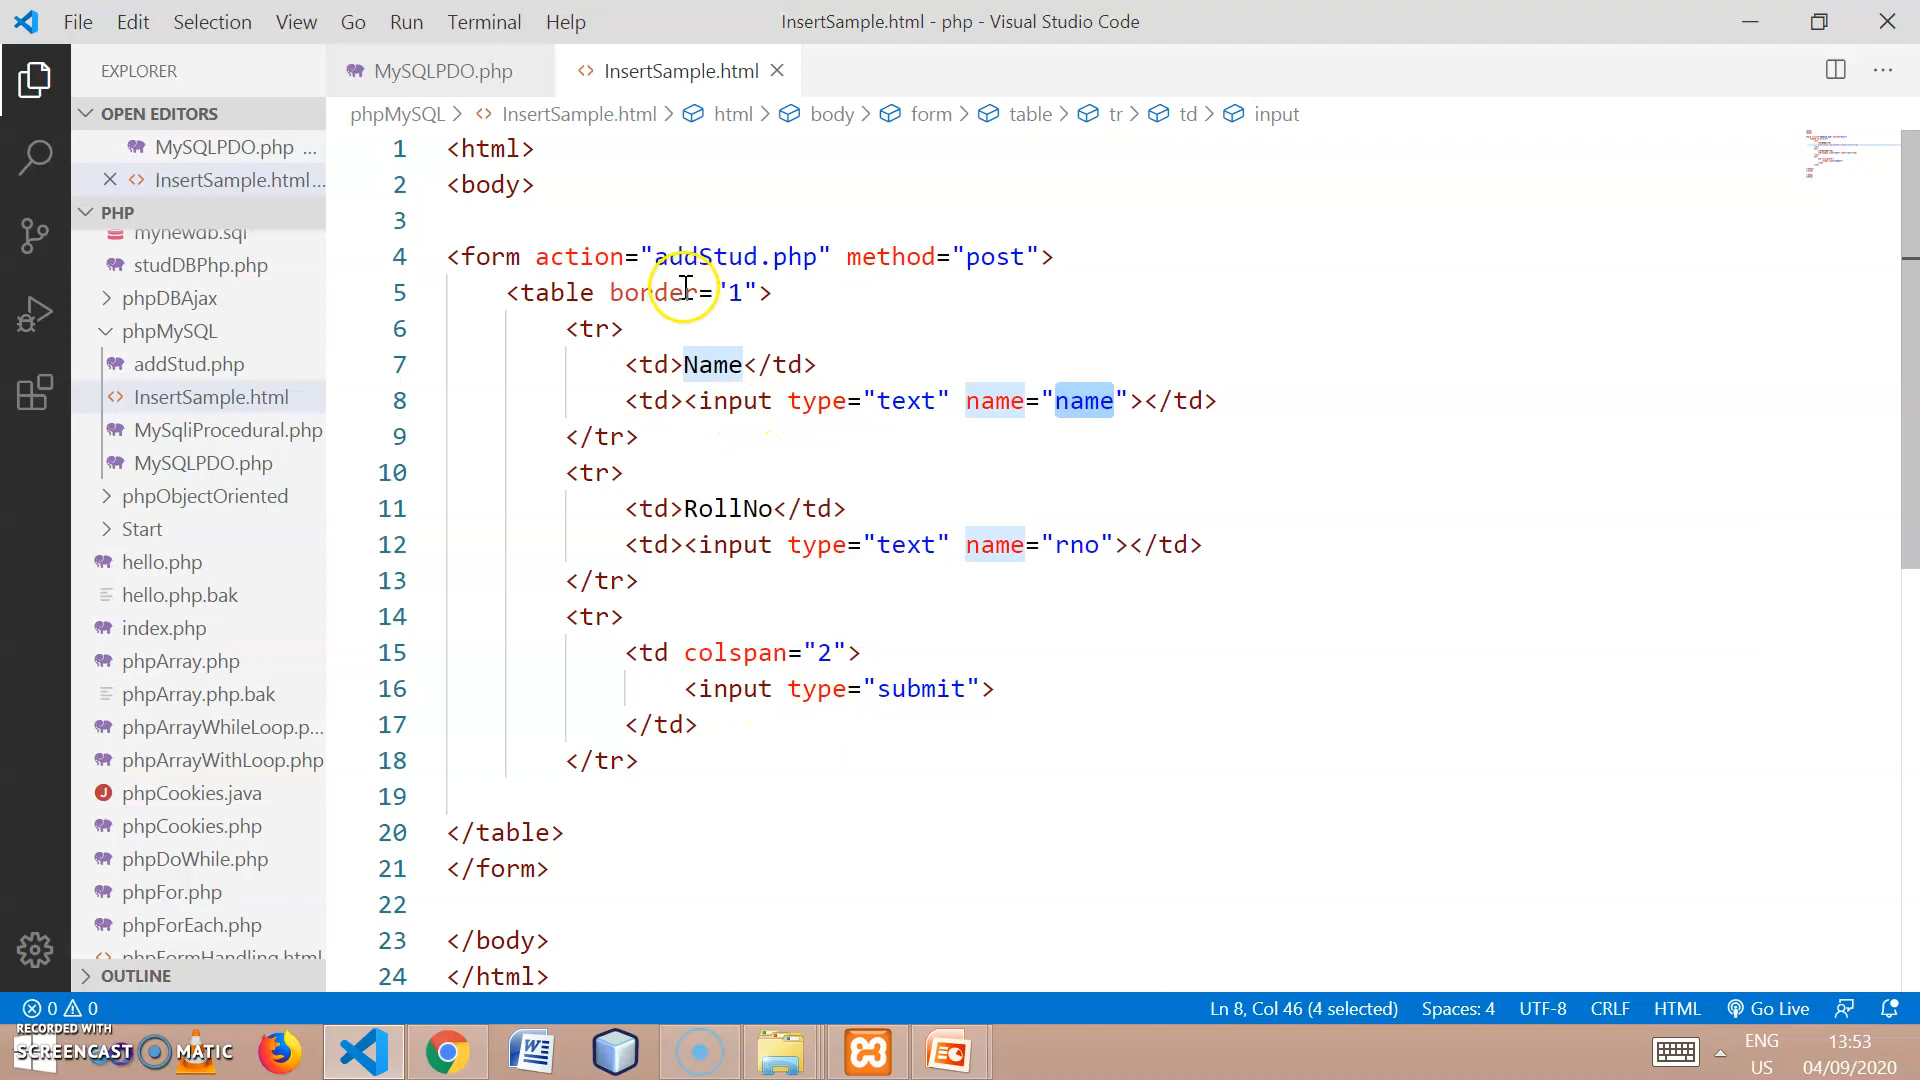 File Edit Selection View Go Run Terminal Help
InsertSample.html - php - Visual Studio Code
EXPLORER
OPEN EDITORS
MySQLPDO.php ...
InsertSample.html...
PHP
mynewdb.sql
studDBPhp.php
phpDBAjax
phpMySQL
addStud.php
InsertSample.html
MySqliProcedural.php
MySQLPDO.php
phpObjectOriented
Start
hello.php
hello.php.bak
index.php
phpArray.php
phpArray.php.bak
phpArrayWhileLoop.p...
phpArrayWithLoop.php
phpCookies.java
phpCookies.php
phpDoWhile.php
phpFor.php
phpForEach.php
phpFormHandling.html
OUTLINE
MySQLPDO.php
InsertSample.html
phpMySQL > InsertSample.html > html > body > form > table > tr > td > input
1 <html>
2 <body>
3
4 <form action="addStud.php" method="post">
5 <table border="1">
6 <tr>
7 <td>Name</td>
8 <td><input type="text" name="name"></td>
9 </tr>
10 <tr>
11 <td>RollNo</td>
12 <td><input type="text" name="rno"></td>
13 </tr>
14 <tr>
15 <td colspan="2">
16 <input type="submit">
17 </td>
18 </tr>
19
20 </table>
21 </form>
22
23 </body>
24 </html>
0 0
Ln 8, Col 46 (4 selected) Spaces: 4 UTF-8 CRLF HTML Go Live
RECORDED WITH
SCREENCAST MATIC
ENG
US
13:53
04/09/2020